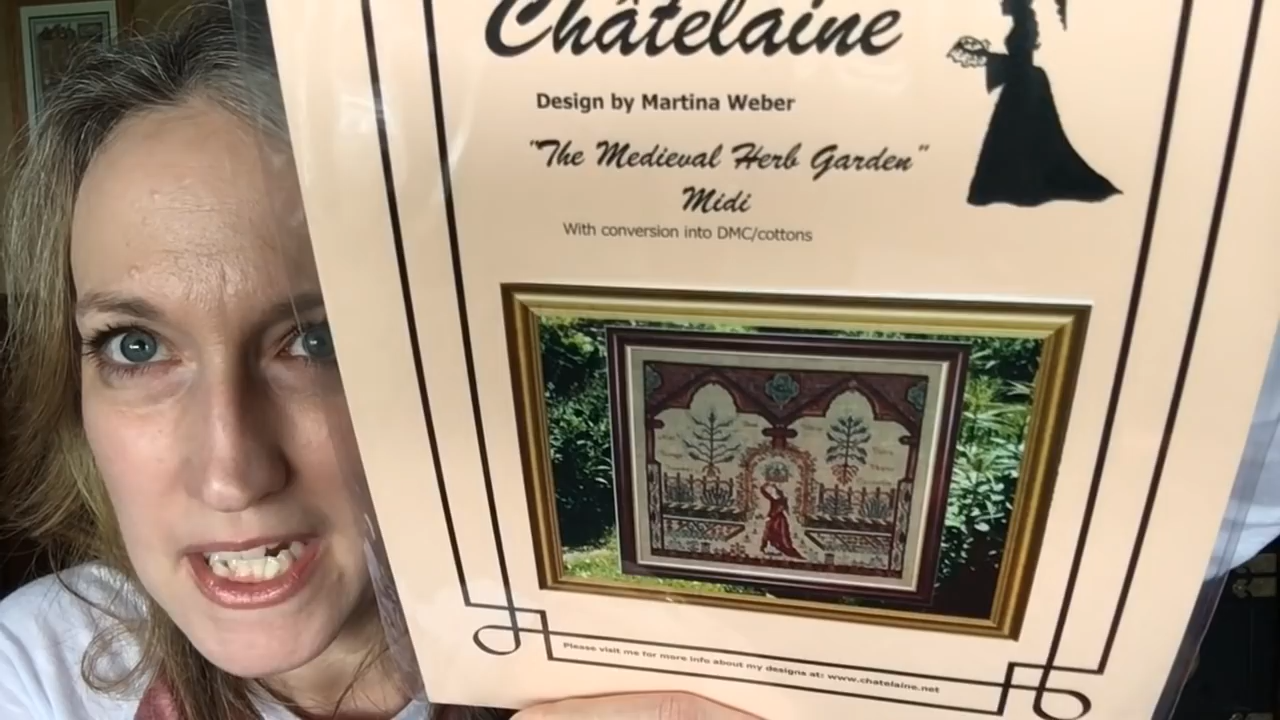 Châtelaine
Design by Martina Weber
"The Medieval Herb Garden"
Midi
With conversion into DMC/cottons
Please visit me for more info about my designs at: www.chatelaine.net